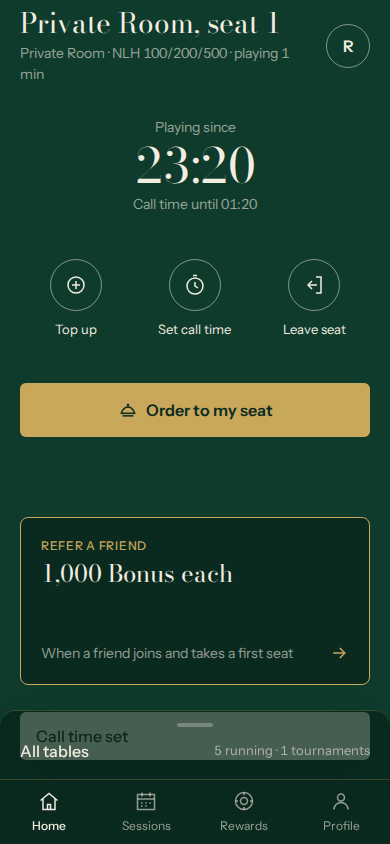 Private Room, seat 1
Private Room · NLH 100/200/500 · playing 1
min
R
Playing since
23:20
Call time until 01:20
Top up
Set call time
Leave seat
Order to my seat
REFER A FRIEND
1,000 Bonus each
When a friend joins and takes a first seat
Call time set
All tables
5 running · 1 tournaments
Home
Sessions
Rewards
Profile